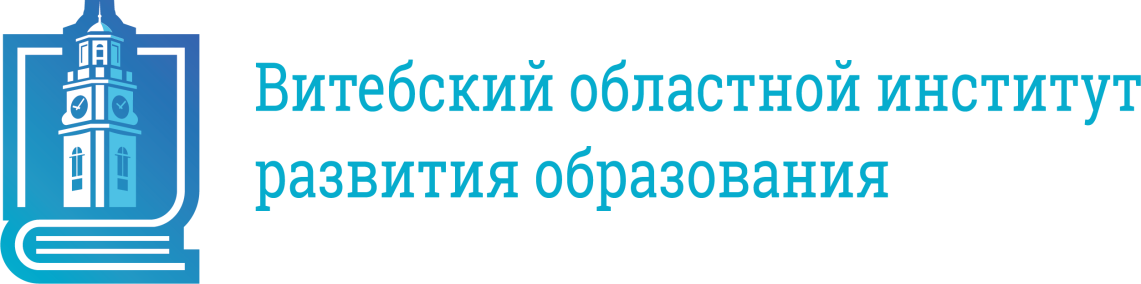 Витебский областной институт
развития образования